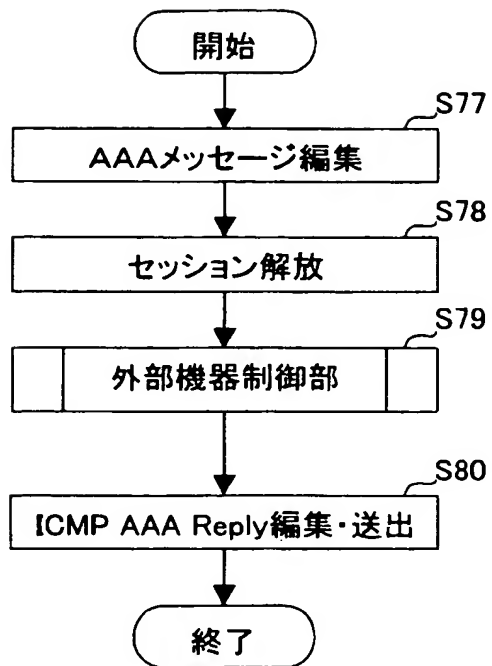 開始
S77
AAAメッセージ編集
S78
セッション解放
S79
外部機器制御部
S80
ICMP AAA Reply編集・送出
終了